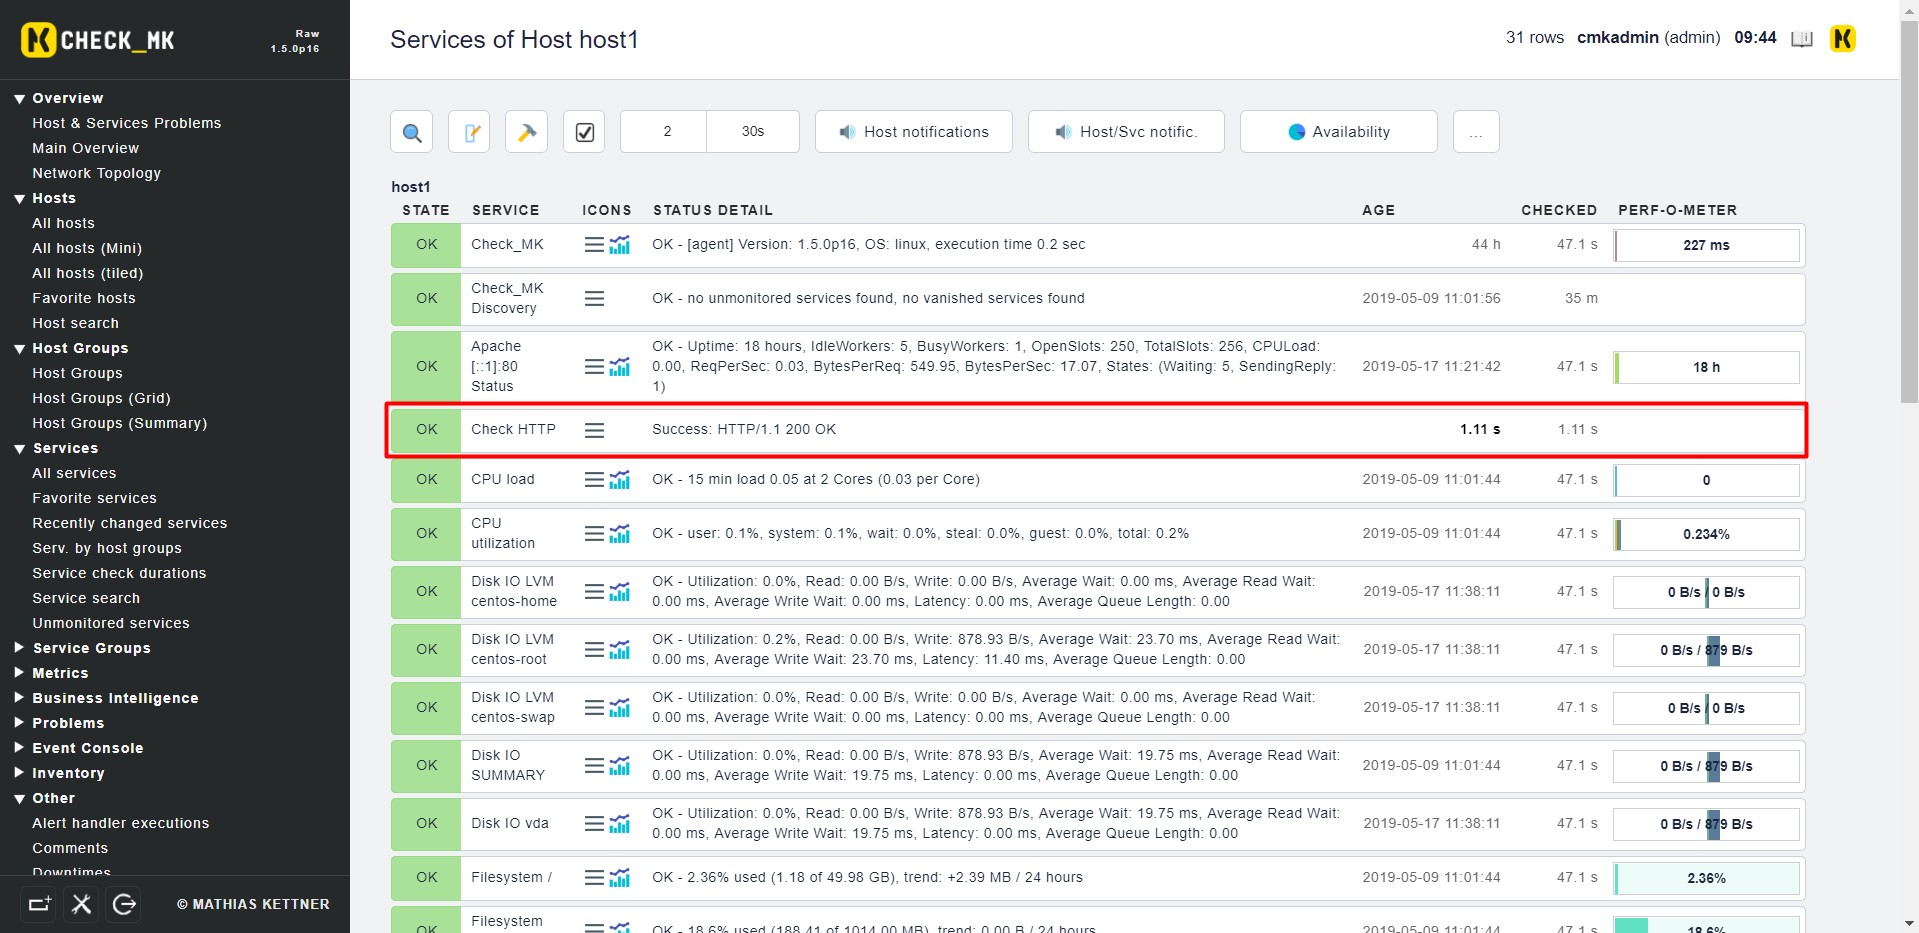 CHECK_MK
Raw
1.5.0p16
Overview
Host & Services Problems
Main Overview
Network Topology
Hosts
All hosts
All hosts (Mini)
All hosts (tiled)
Favorite hosts
Host search
Host Groups
Host Groups
Host Groups (Grid)
Host Groups (Summary)
Services
All services
Favorite services
Recently changed services
Serv. by host groups
Service check durations
Service search
Unmonitored services
Service Groups
Metrics
Business Intelligence
Problems
Event Console
Inventory
Other
Alert handler executions
Comments
Downtimes
© MATHIAS KETTNER
Services of Host host1
31 rows cmkadmin (admin) 09:44
2 30s Host notifications Host/Svc notific. Availability ...
host1
STATE SERVICE ICONS STATUS DETAIL AGE CHECKED PERF-O-METER
OK Check_MK OK - [agent] Version: 1.5.0p16, OS: linux, execution time 0.2 sec 44 h 47.1 s 227 ms
OK Check_MK
Discovery OK - no unmonitored services found, no vanished services found 2019-05-09 11:01:56 35 m
OK Apache
[::1]:80
Status OK - Uptime: 18 hours, IdleWorkers: 5, BusyWorkers: 1, OpenSlots: 250, TotalSlots: 256, CPULoad:
0.00, ReqPerSec: 0.03, BytesPerReq: 549.95, BytesPerSec: 17.07, States: (Waiting: 5, SendingReply:
1) 2019-05-17 11:21:42 47.1 s 18 h
OK Check HTTP Success: HTTP/1.1 200 OK 1.11 s 1.11 s
OK CPU load OK - 15 min load 0.05 at 2 Cores (0.03 per Core) 2019-05-09 11:01:44 47.1 s 0
OK CPU
utilization OK - user: 0.1%, system: 0.1%, wait: 0.0%, steal: 0.0%, guest: 0.0%, total: 0.2% 2019-05-09 11:01:44 47.1 s 0.234%
OK Disk IO LVM
centos-home OK - Utilization: 0.0%, Read: 0.00 B/s, Write: 0.00 B/s, Average Wait: 0.00 ms, Average Read Wait:
0.00 ms, Average Write Wait: 0.00 ms, Latency: 0.00 ms, Average Queue Length: 0.00 2019-05-17 11:38:11 47.1 s 0 B/s / 0 B/s
OK Disk IO LVM
centos-root OK - Utilization: 0.2%, Read: 0.00 B/s, Write: 878.93 B/s, Average Wait: 23.70 ms, Average Read Wait:
0.00 ms, Average Write Wait: 23.70 ms, Latency: 11.40 ms, Average Queue Length: 0.00 2019-05-17 11:38:11 47.1 s 0 B/s / 879 B/s
OK Disk IO LVM
centos-swap OK - Utilization: 0.0%, Read: 0.00 B/s, Write: 0.00 B/s, Average Wait: 0.00 ms, Average Read Wait:
0.00 ms, Average Write Wait: 0.00 ms, Latency: 0.00 ms, Average Queue Length: 0.00 2019-05-17 11:38:11 47.1 s 0 B/s / 0 B/s
OK Disk IO
SUMMARY OK - Utilization: 0.0%, Read: 0.00 B/s, Write: 878.93 B/s, Average Wait: 19.75 ms, Average Read Wait:
0.00 ms, Average Write Wait: 19.75 ms, Latency: 0.00 ms, Average Queue Length: 0.00 2019-05-09 11:01:44 47.1 s 0 B/s / 879 B/s
OK Disk IO vda OK - Utilization: 0.0%, Read: 0.00 B/s, Write: 878.93 B/s, Average Wait: 19.75 ms, Average Read Wait:
0.00 ms, Average Write Wait: 19.75 ms, Latency: 0.00 ms, Average Queue Length: 0.00 2019-05-17 11:38:11 47.1 s 0 B/s / 879 B/s
OK Filesystem / OK - 2.36% used (1.18 of 49.98 GB), trend: +2.39 MB / 24 hours 2019-05-09 11:01:44 47.1 s 2.36%
OK Filesystem OK - 18.6% used (188.41 of 1014.00 MB), trend: 0.00 B / 24 hours 2019-05-09 11:01:44 47.1 s 18.6%